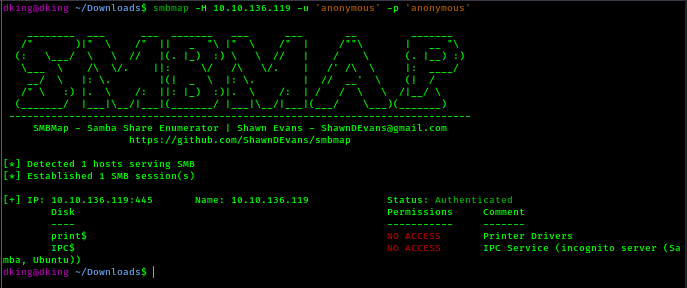 dking@dking ~/Downloads$ smbmap -H 10.10.136.119 -u 'anonymous' -p 'anonymous'
SMBMAP
-----------------------------------------------------------------------------
SMBMap - Samba Share Enumerator | Shawn Evans - ShawnDEvans@gmail.com
https://github.com/ShawnDEvans/smbmap
[*] Detected 1 hosts serving SMB
[*] Established 1 SMB session(s)
[+] IP: 10.10.136.119:445 Name: 10.10.136.119 Status: Authenticated
Disk Permissions Comment
---- ----------- -------
print$ NO ACCESS Printer Drivers
IPC$ NO ACCESS IPC Service (incognito server (Sa
mba, Ubuntu))
dking@dking ~/Downloads$